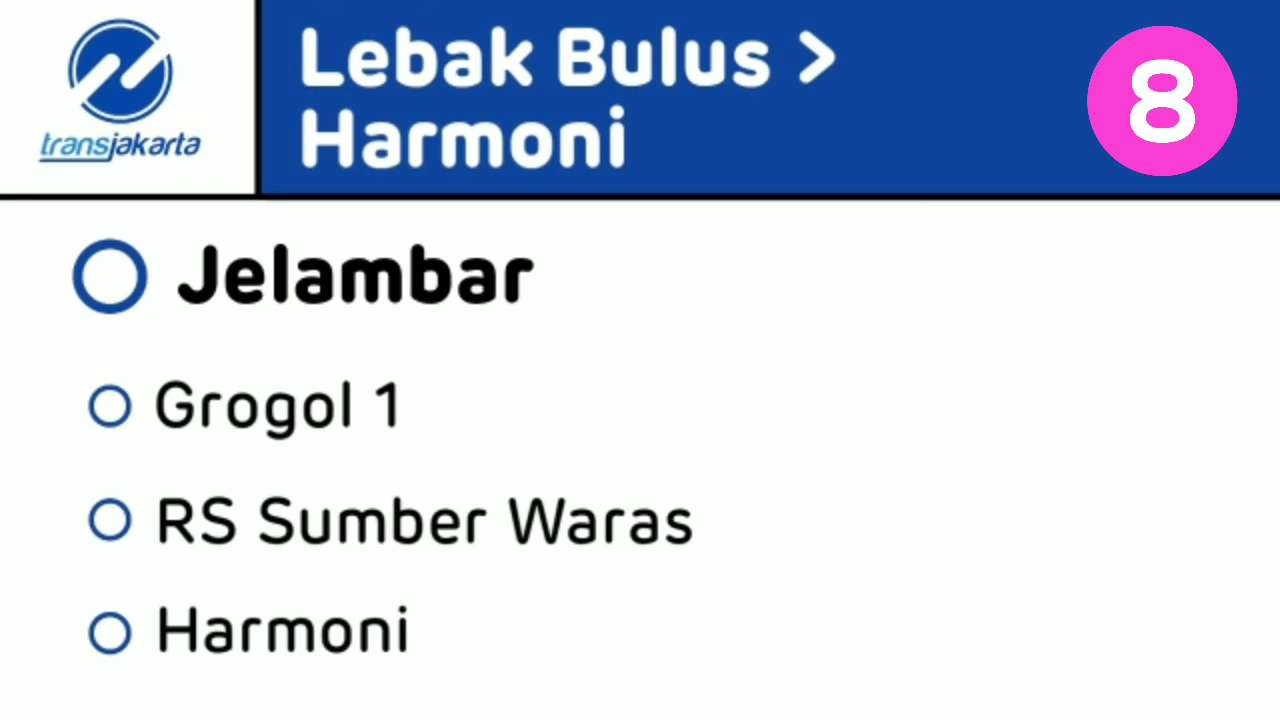 transjakarta
Lebak Bulus >
Harmoni
8
Jelambar
Grogol 1
RS Sumber Waras
Harmoni